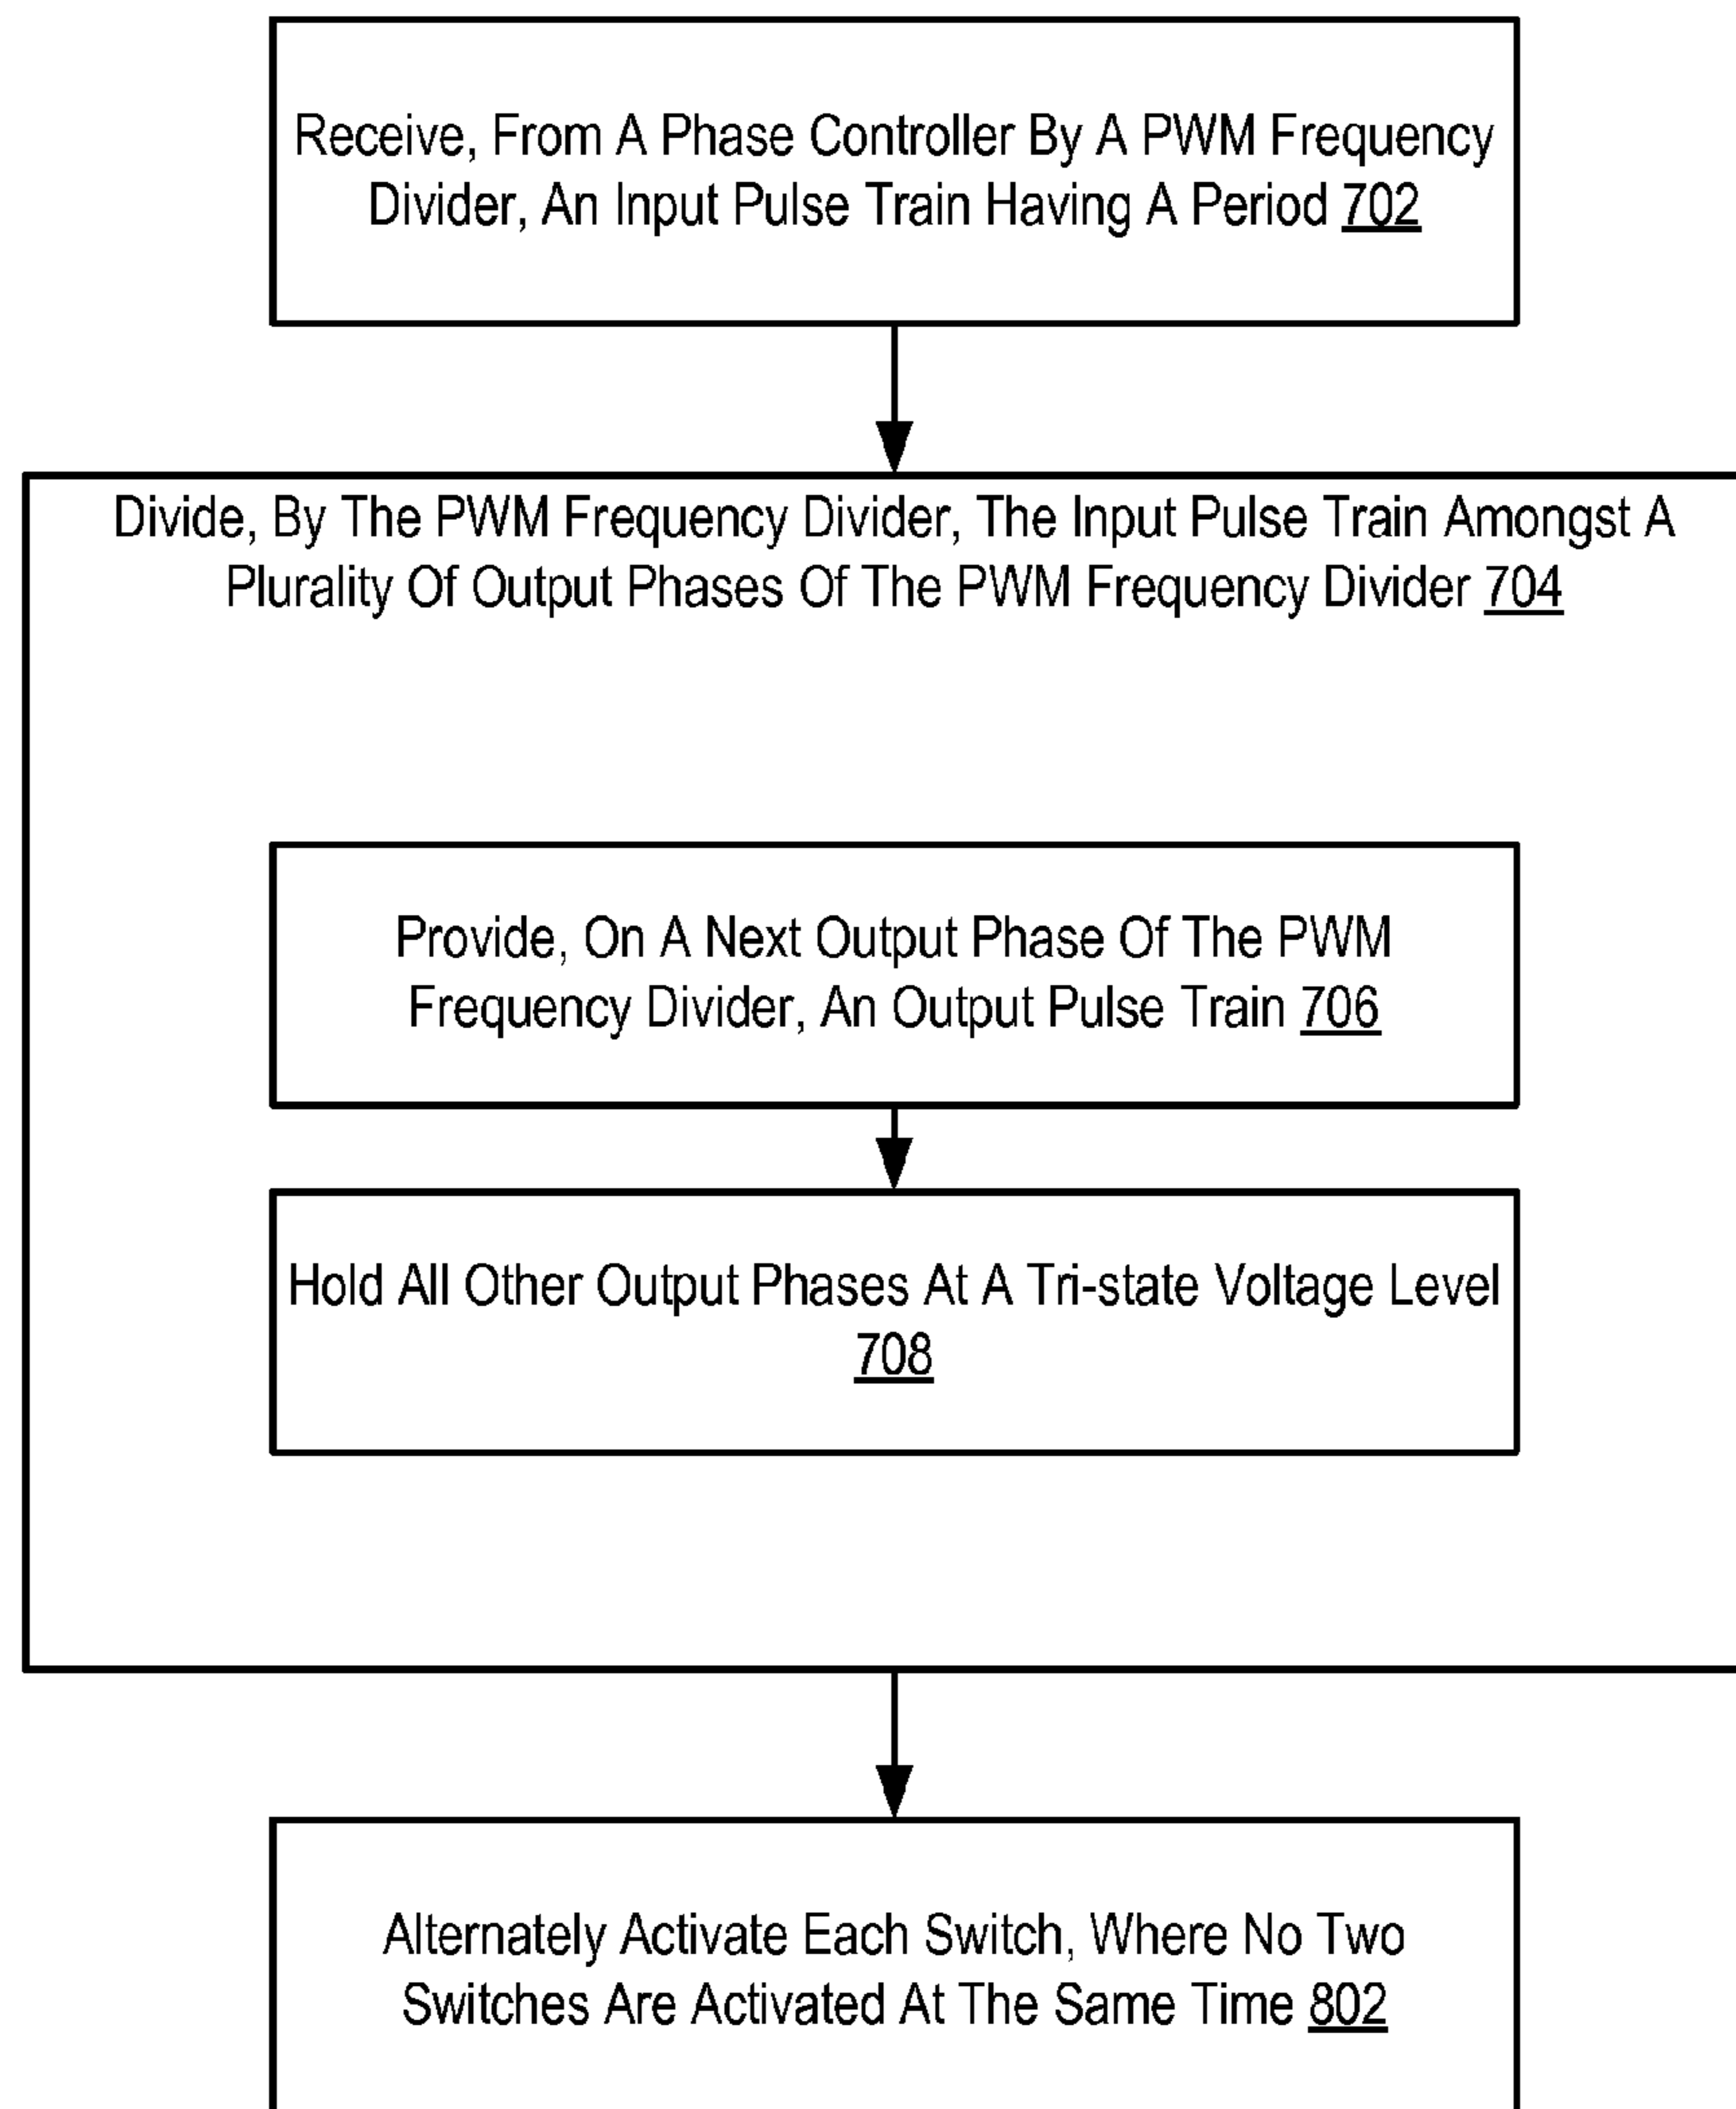 Receive, From A Phase Controller By A PWM Frequency
Divider, An Input Pulse Train Having A Period 702
Divide, By The PWM Frequency Divider, The Input Pulse Train Amongst A
Plurality Of Output Phases Of The PWM Frequency Divider 704
Provide, On A Next Output Phase Of The PWM
Frequency Divider, An Output Pulse Train 706
Hold All Other Output Phases At A Tri-state Voltage Level
708
Alternately Activate Each Switch, Where No Two
Switches Are Activated At The Same Time 802